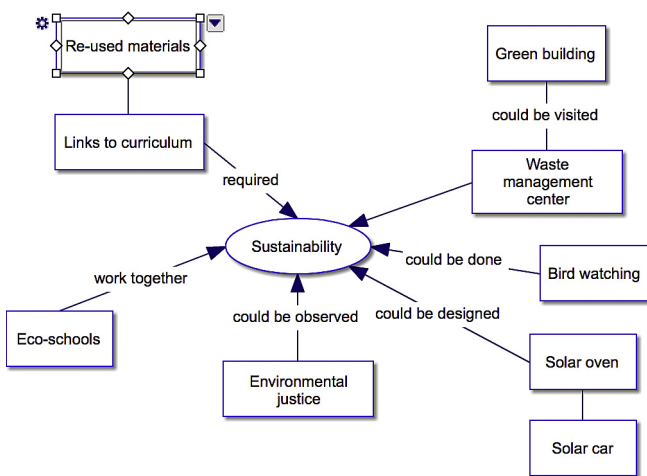 Re-used materials
Green building
could be visited
Links to curriculum
Waste
management
center
required
Sustainability
could be done
Bird watching
work together
could be observed
could be designed
Eco-schools
Environmental
justice
Solar oven
Solar car